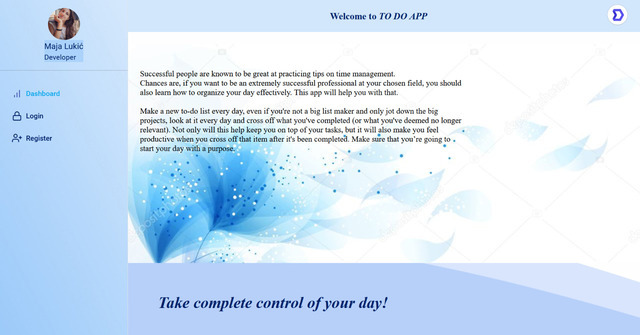 Maja Lukić
Developer
Dashboard
Login
Register
Welcome to TO DO APP
Successful people are known to be great at practicing tips on time management.
Chances are, if you want to be an extremely successful professional at your chosen field, you should
also learn how to organize your day effectively. This app will help you with that.
Make a new to-do list every day, even if you're not a big list maker and only jot down the big
projects, look at it every day and cross off what you've completed (or what you've deemed no longer
relevant). Not only will this help keep you on top of your tasks, but it will also make you feel
productive when you cross off that item after it's been completed. Make sure that you're going to
start your day with a purpose.
Take complete control of your day!